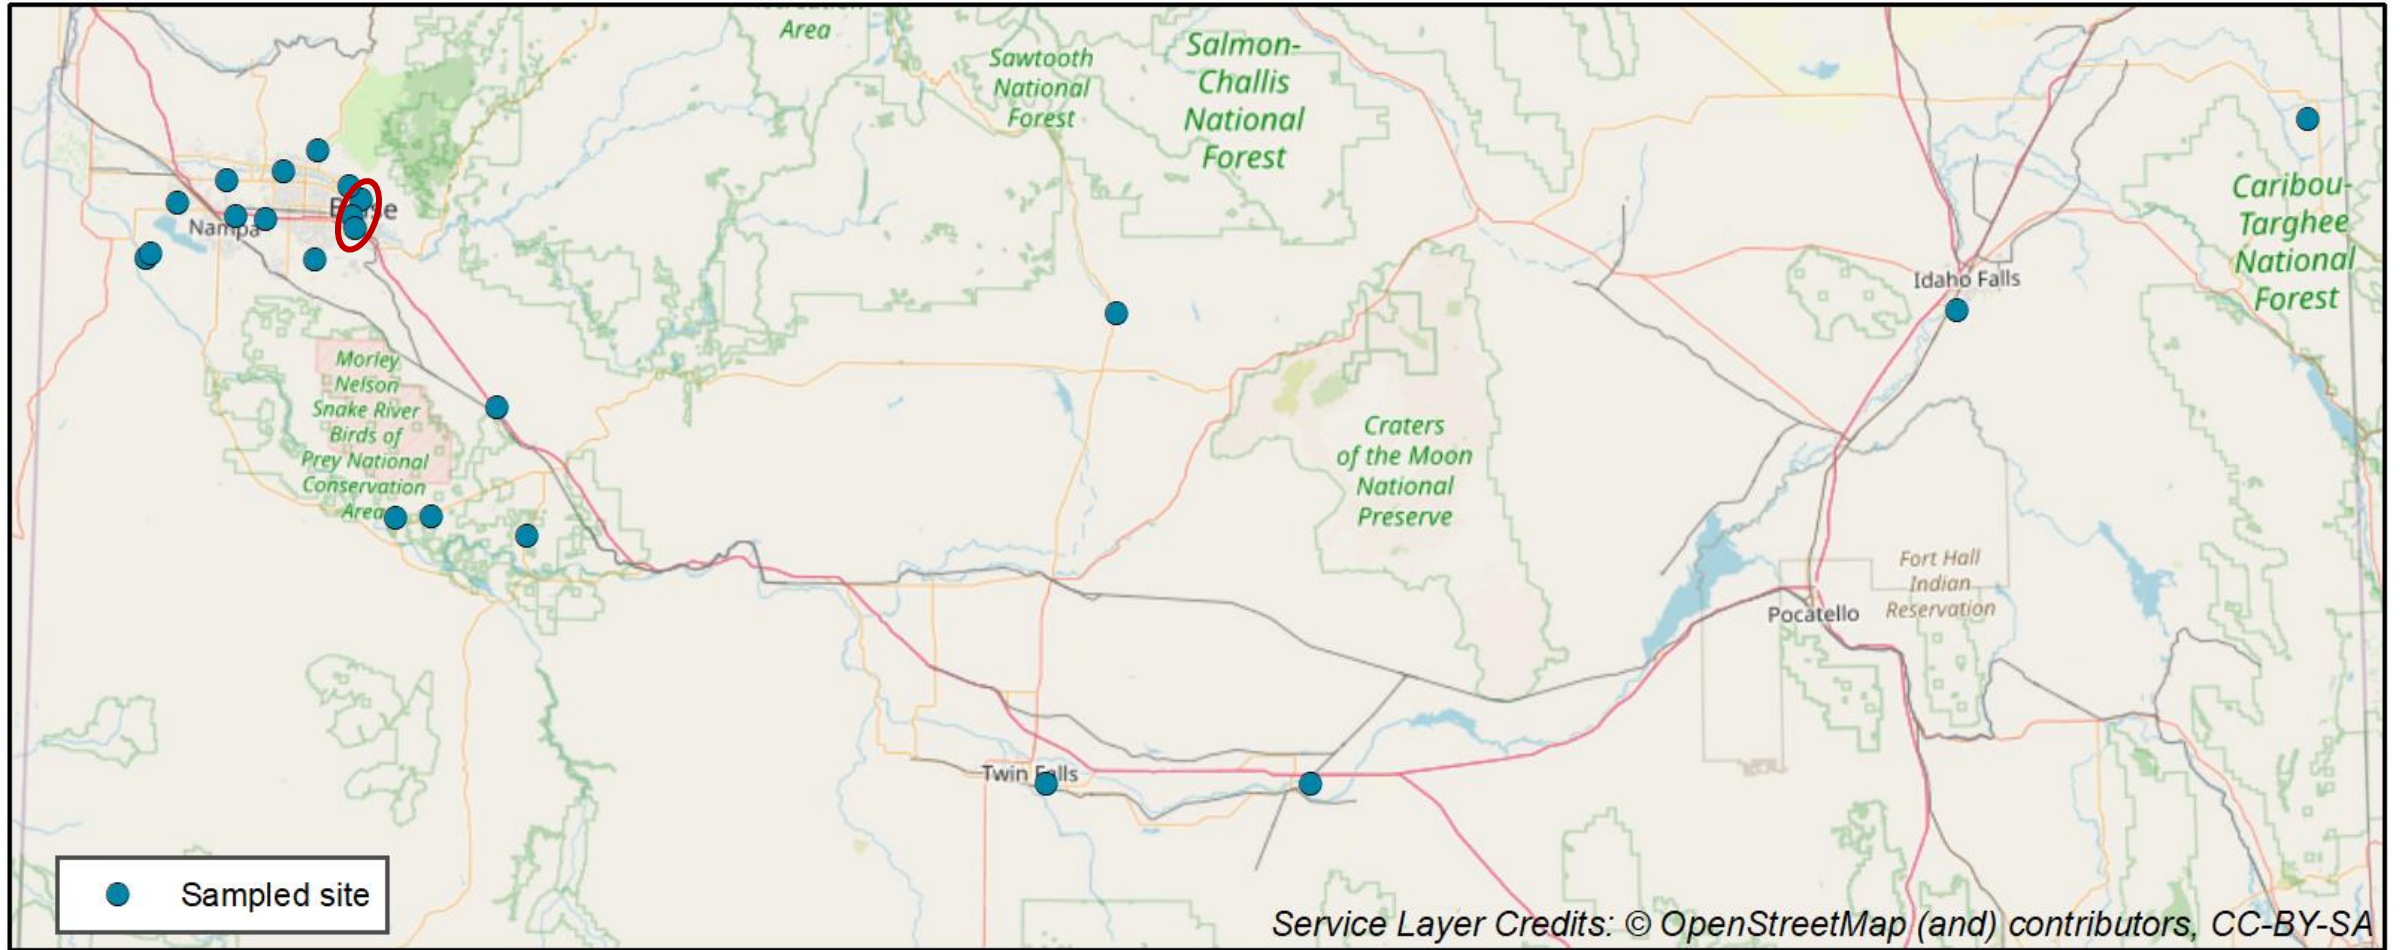 Area
Sawtooth
National
Forest
Salmon-
Challis
National
Forest
Caribou-
Targhee
National
Forest
Nampa
Idaho Falls
Morley
Nelson
Snake River
Birds of
Prey National
Conservation
Area
Craters
of the Moon
National
Preserve
Fort Hall
Indian
Reservation
Pocatello
Twin Falls
Sampled site
Service Layer Credits: © OpenStreetMap (and) contributors, CC-BY-SA